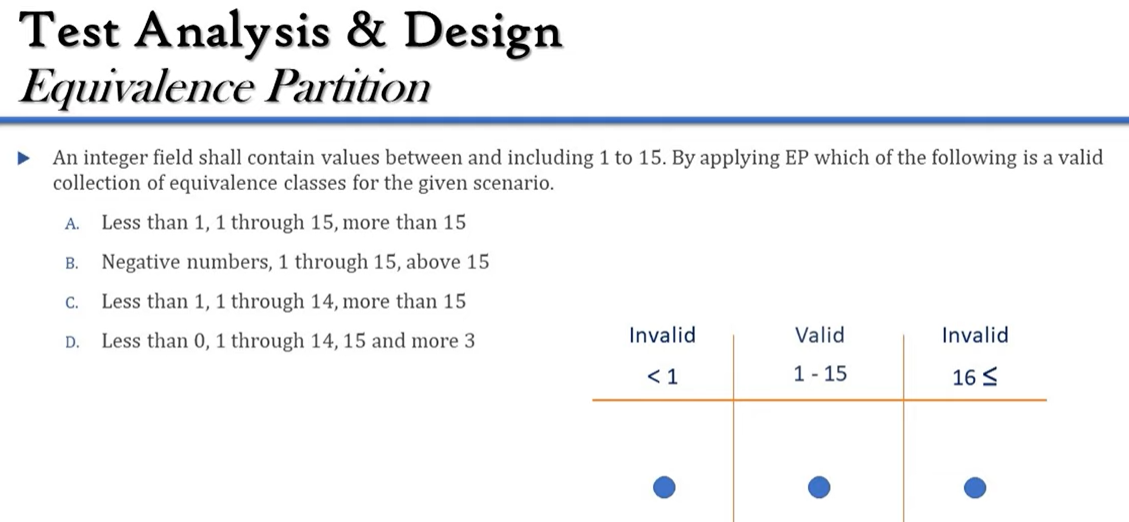 Test Analysis & Design
Equivalence Partition
An integer field shall contain values between and including 1 to 15. By applying EP which of the following is a valid
collection of equivalence classes for the given scenario.
A. Less than 1, 1 through 15, more than 15
B. Negative numbers, 1 through 15, above 15
C. Less than 1, 1 through 14, more than 15
D. Less than 0, 1 through 14, 15 and more 3
Invalid Valid Invalid
< 1 1 - 15 16 ≤